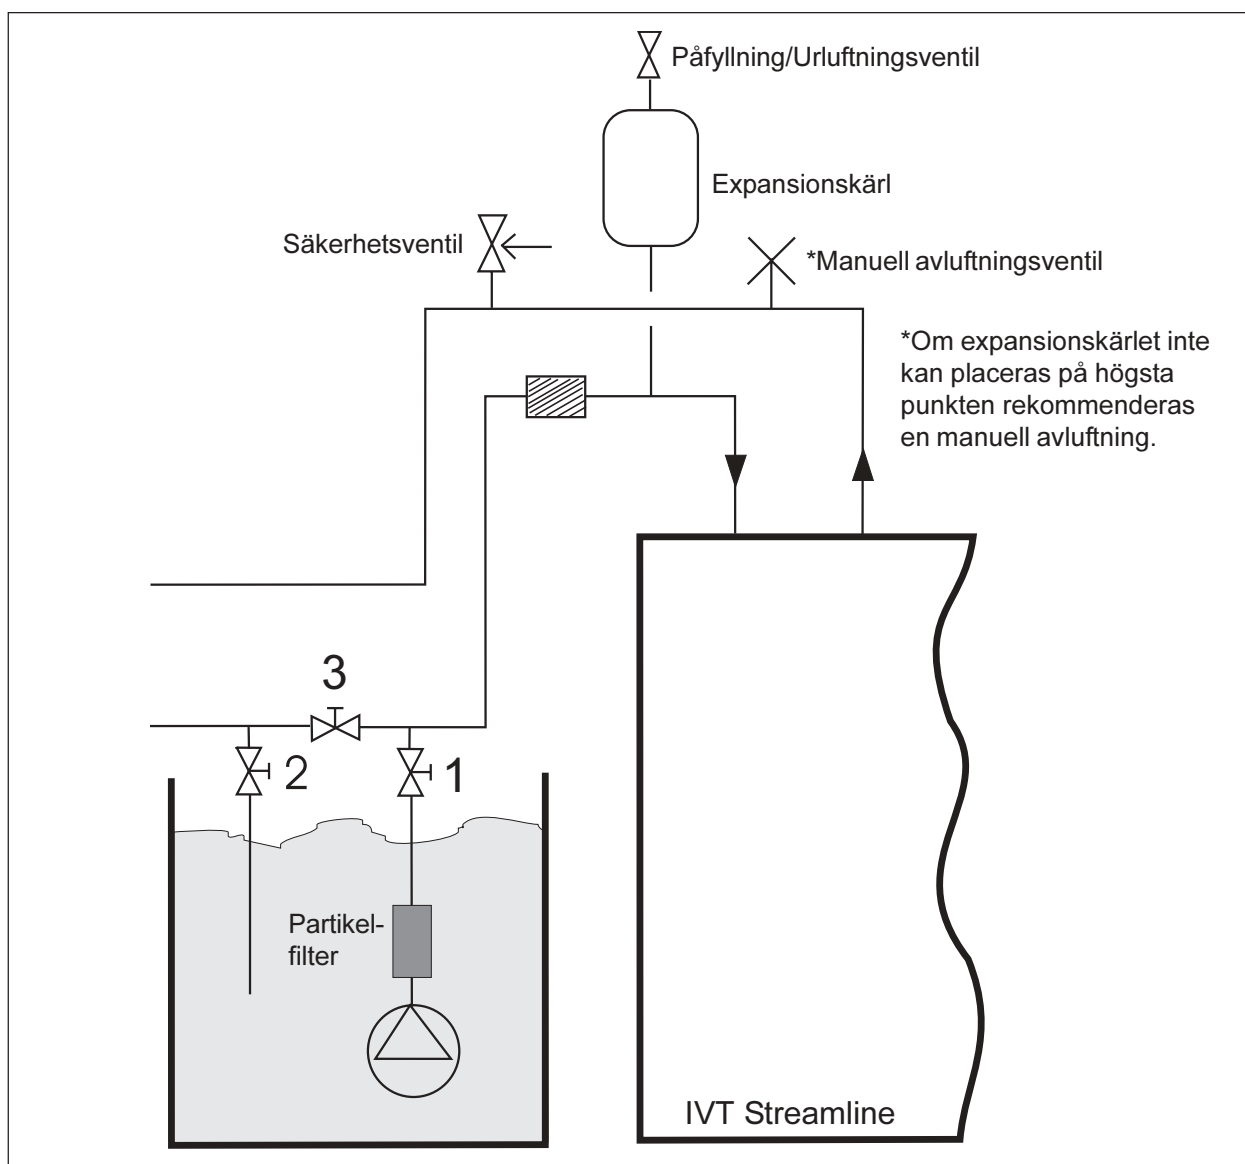 Påfyllning/Urluftningsventil
Expansionskärl
Säkerhetsventil
*Manuell avluftningsventil
*Om expansionskärlet inte
kan placeras på högsta
punkten rekommenderas
en manuell avluftning.
3
2
1
Partikel-
filter
IVT Streamline